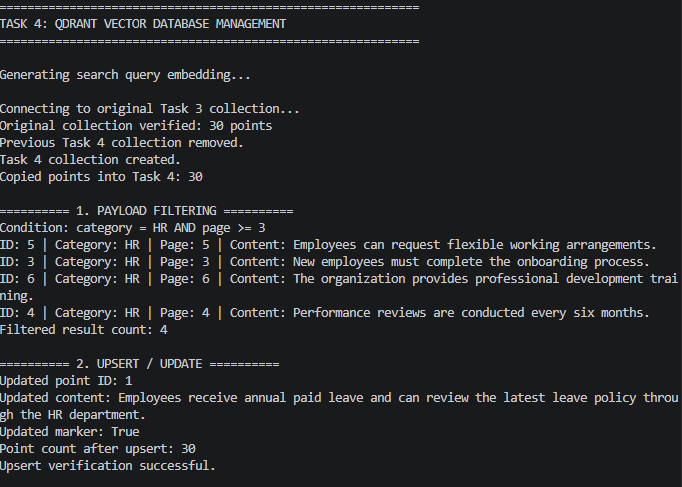 ============================================================
TASK 4: QDRANT VECTOR DATABASE MANAGEMENT
============================================================
Generating search query embedding...
Connecting to original Task 3 collection...
Original collection verified: 30 points
Previous Task 4 collection removed.
Task 4 collection created.
Copied points into Task 4: 30
========== 1. PAYLOAD FILTERING ==========
Condition: category = HR AND page >= 3
ID: 5 | Category: HR | Page: 5 | Content: Employees can request flexible working arrangements.
ID: 3 | Category: HR | Page: 3 | Content: New employees must complete the onboarding process.
ID: 6 | Category: HR | Page: 6 | Content: The organization provides professional development trai
ning.
ID: 4 | Category: HR | Page: 4 | Content: Performance reviews are conducted every six months.
Filtered result count: 4
========== 2. UPSERT / UPDATE ==========
Updated point ID: 1
Updated content: Employees receive annual paid leave and can review the latest leave policy throu
gh the HR department.
Updated marker: True
Point count after upsert: 30
Upsert verification successful.